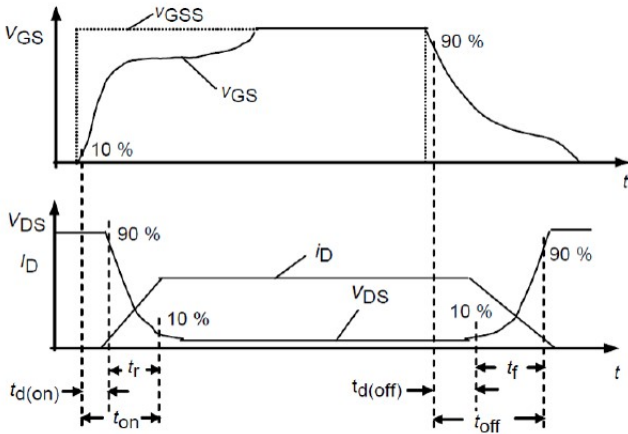 VGSS
VGS
90 %
vGS
10 %
t
VDS
90 %
iD
iD
VDS
90 %
10 %
10 %
tr
tf
t
td(on)
td(off)
ton
toff